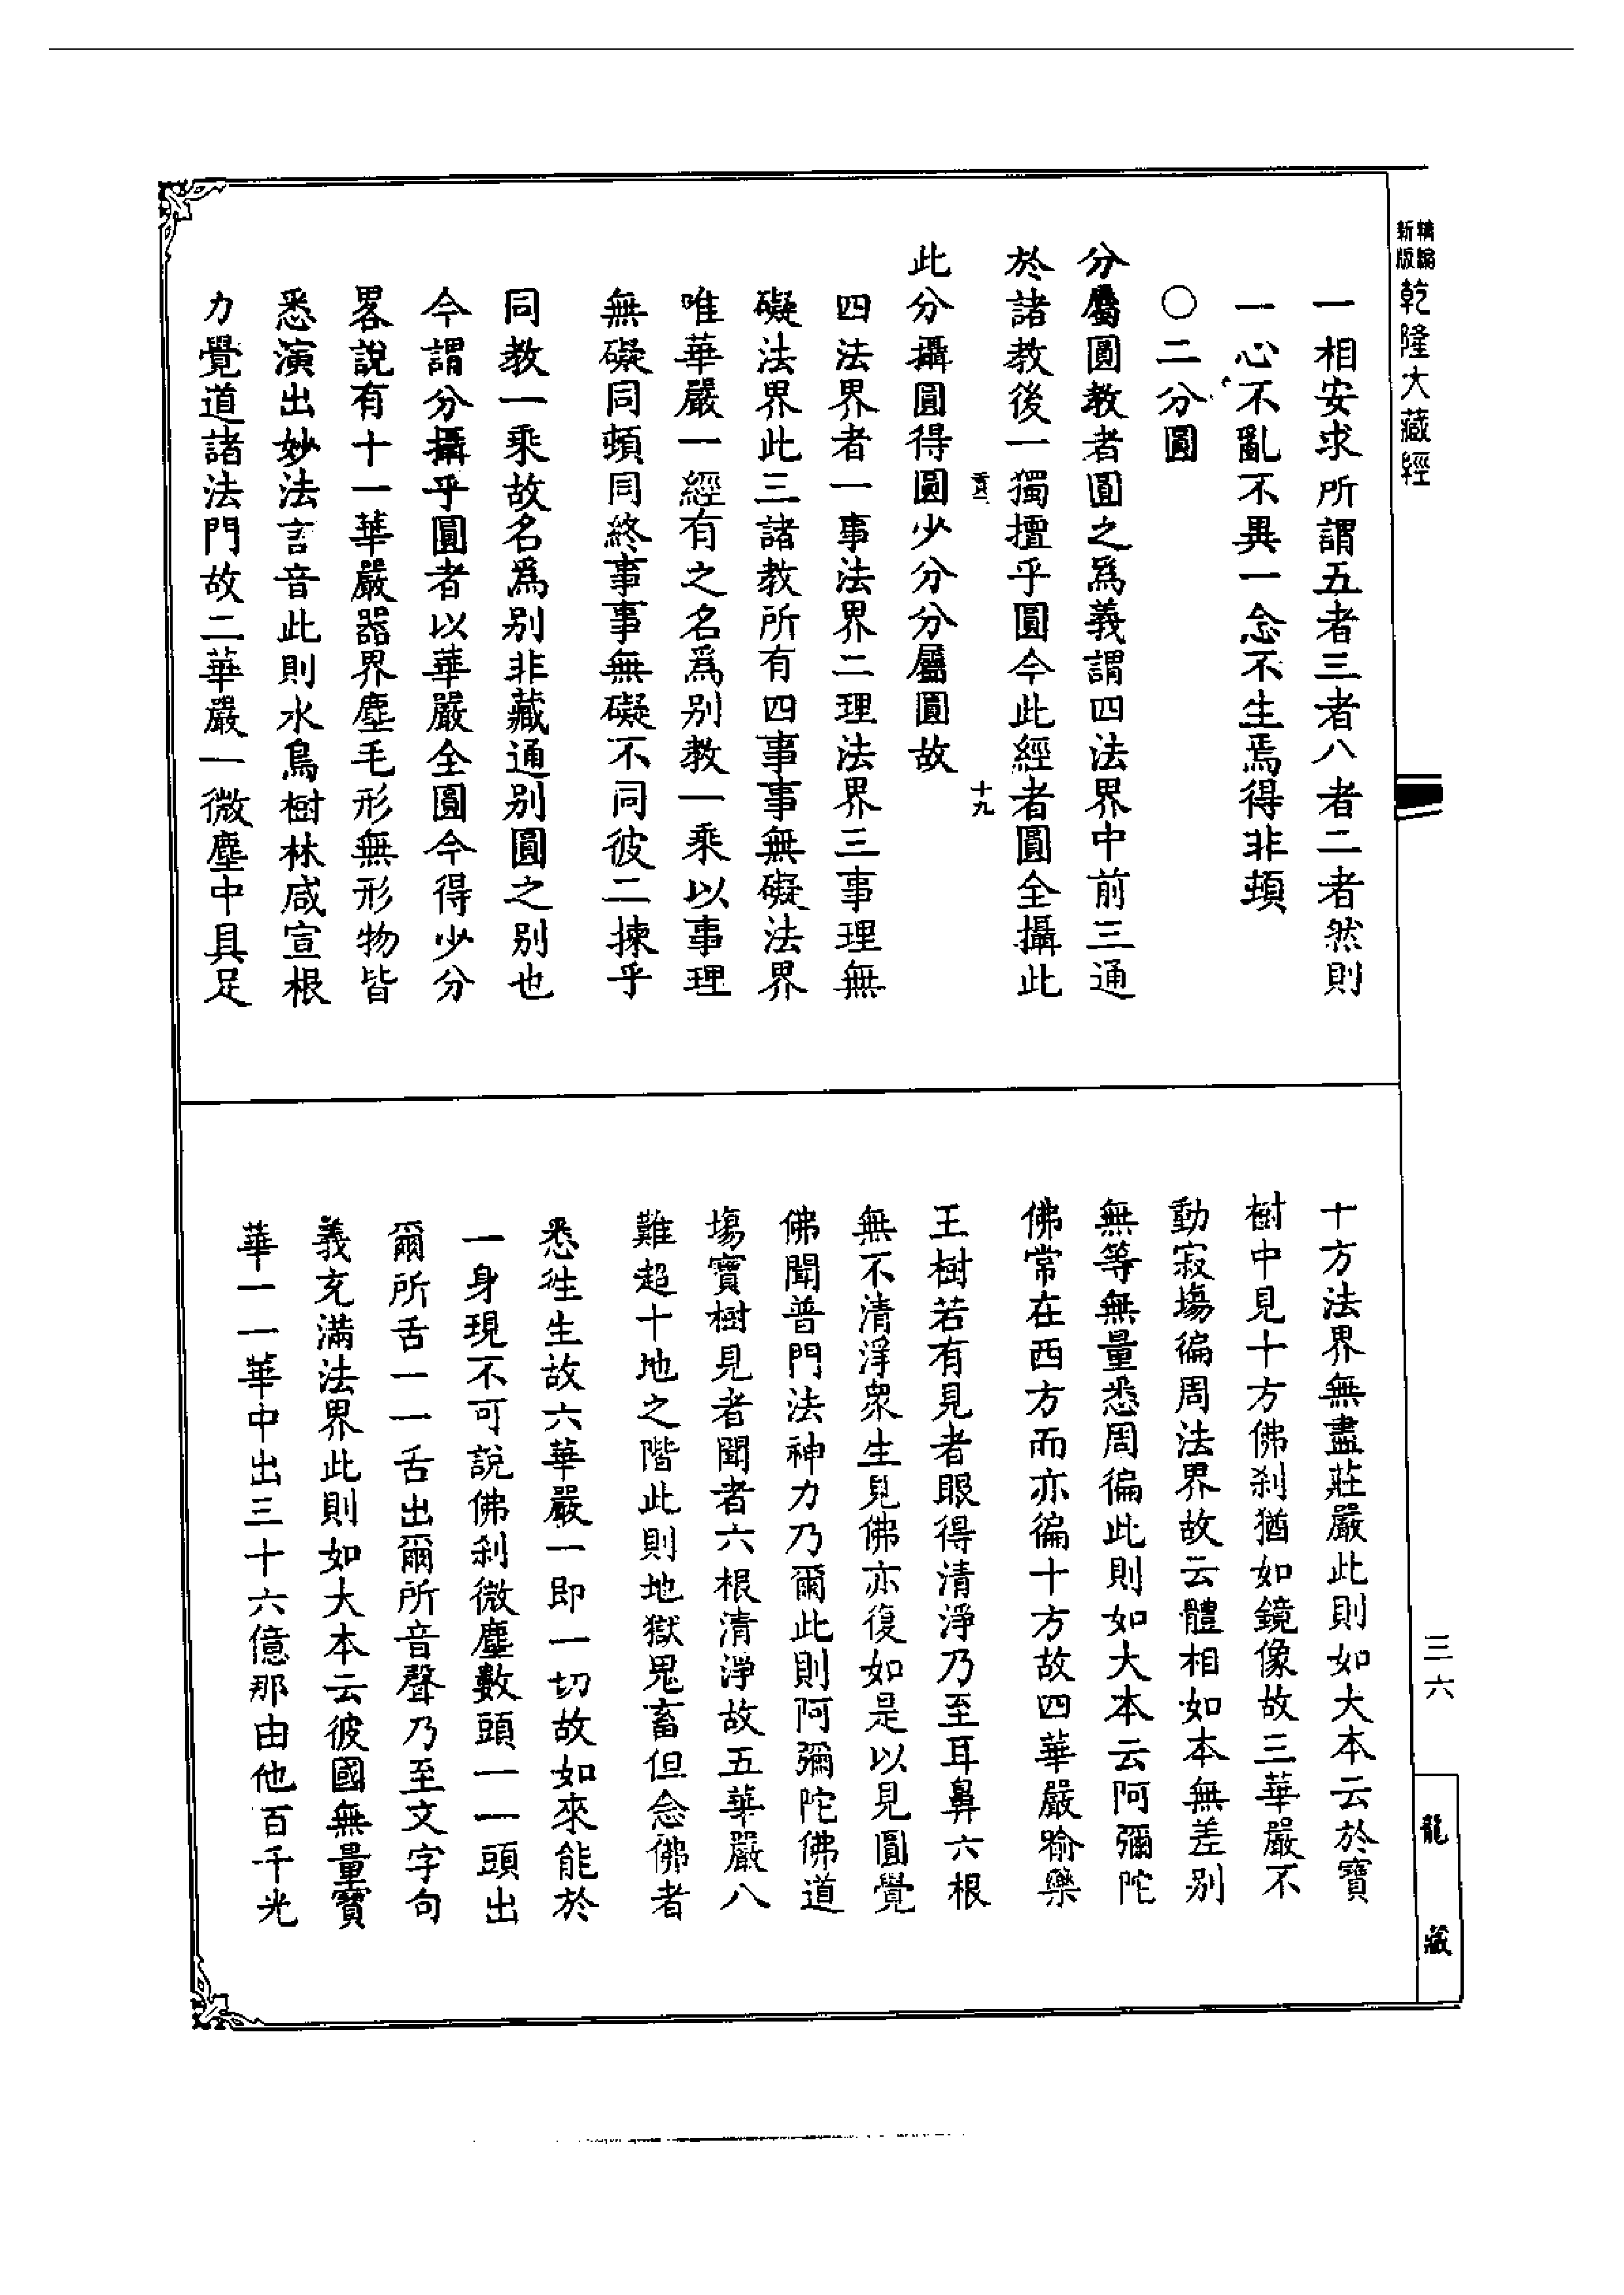 新版
精編
乾隆大藏經
一相安求所謂五者三者八者二者然則
一心不亂不異一念不生焉得非頓
○二分圓
分屬圓教者圓之爲義謂四法界中前三通
於諸教後一獨擅乎圓今此經者圓全攝此
十九
此分攝圓得圓少分分屬圓故
四法界者一事法界二理法界三事理無
礙法界此三諸教所有四事事無礙法界
唯華嚴一經有之名爲別教一乘以事理
無礙同頓同終事事無礙不同彼二揀乎
同教一乘故名爲别非藏通别圓之别也
今謂分攝乎圓者以華嚴全圓今得少分
畧說有十一華嚴器界塵毛形無形物皆
悉演出妙法言音此則水鳥樹林咸宣根
力覺道諸法門故二華嚴一微塵中具足
十方法界無盡莊嚴此則如大本云於寶
樹中見十方佛刹猶如鏡像故三華嚴不
動寂場徧周法界故云體相如本無差别
無等無量悉周徧此則如大本云阿彌陀
佛常在西方而亦徧十方故四華嚴喻藥
王樹若有見者眼得清淨乃至耳鼻六根
無不清淨衆生見佛亦復如是以見圓覺
佛聞普門法神力乃爾此則阿彌陀佛道
場寶樹見者聞者六根清淨故五華嚴八
難超十地之階此則地獄鬼畜但念佛者
悉徃生故六華嚴一即一切故如來能於
一身現不可說佛刹微塵數頭一一頭出
爾所舌一一舌出爾所音聲乃至文字句
義充滿法界此則如大本云彼國無量寶
華一一華中出三十六億那由他百千光
三六
龍藏